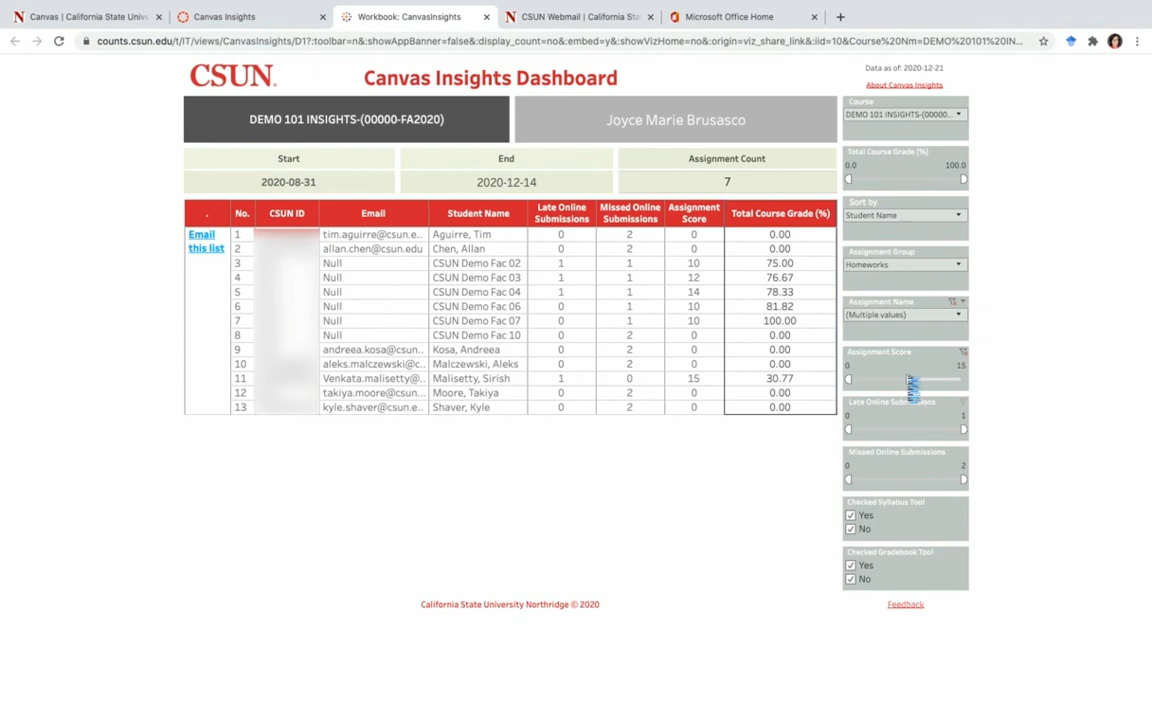 Canvas | California State Unive
Canvas Insights
Workbook: CanvasInsights
CSUN Webmail | California Sta
Microsoft Office Home
counts.csun.edu/t/IT/views/CanvasInsights/D1?:toolbar=n&:showAppBanner=false&:display_count=no&:embed=y&:showVizHome=no&:origin=viz_share_link&:iid=10&Course%20Nm=DEMO%20101%20IN...
CSUN.
Canvas Insights Dashboard
Data as of: 2020-12-21
About Canvas Insights
DEMO 101 INSIGHTS-(00000-FA2020)
Joyce Marie Brusasco
Start
End
Assignment Count
2020-08-31
2020-12-14
7
. No. CSUN ID Email Student Name Late Online Submissions Missed Online Submissions Assignment Score Total Course Grade (%)
Email this list
1 tim.aguirre@csun.e.. Aguirre, Tim 0 2 0 0.00
2 allan.chen@csun.edu Chen, Allan 0 2 0 0.00
3 Null CSUN Demo Fac 02 1 1 10 75.00
4 Null CSUN Demo Fac 03 1 1 12 76.67
5 Null CSUN Demo Fac 04 1 1 14 78.33
6 Null CSUN Demo Fac 06 0 1 10 81.82
7 Null CSUN Demo Fac 07 0 1 10 100.00
8 Null CSUN Demo Fac 10 0 2 0 0.00
9 andreea.kosa@csun.. Kosa, Andreea 0 2 0 0.00
10 aleks.malczewski@c.. Malczewski, Aleks 0 2 0 0.00
11 Venkata.malisetty@.. Malisetty, Sirish 1 0 15 30.77
12 takiya.moore@csun... Moore, Takiya 0 2 0 0.00
13 kyle.shaver@csun.e.. Shaver, Kyle 0 2 0 0.00
Course
DEMO 101 INSIGHTS-(00000...
Total Course Grade (%)
0.0 100.0
Sort by
Student Name
Assignment Group
Homeworks
Assignment Name
(Multiple values)
Assignment Score
0 15
Late Online Submissions
0 1
Missed Online Submissions
0 2
Checked Syllabus Tool
Yes
No
Checked Gradebook Tool
Yes
No
California State University Northridge © 2020
Feedback